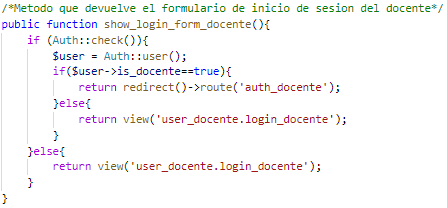 /*Metodo que devuelve el formulario de inicio de sesion del docente*/
public function show_login_form_docente(){
    if (Auth::check()){
        $user = Auth::user();
        if($user->is_docente==true){
            return redirect()->route('auth_docente');
        }else{
            return view('user_docente.login_docente');
        }
    }else{
        return view('user_docente.login_docente');
    }
}